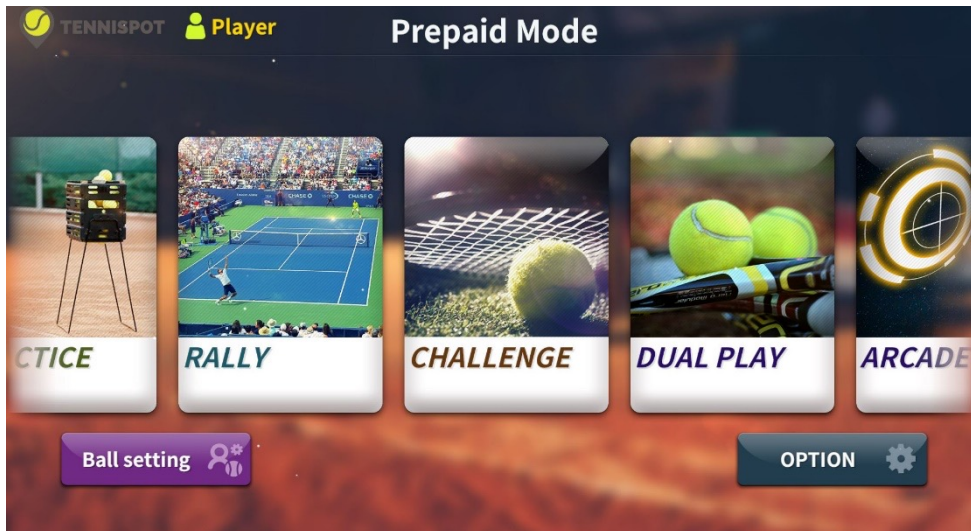 TENNISPOT
Player
Prepaid Mode
CTICE
RALLY
CHALLENGE
DUAL PLAY
ARCADE
Ball setting
OPTION